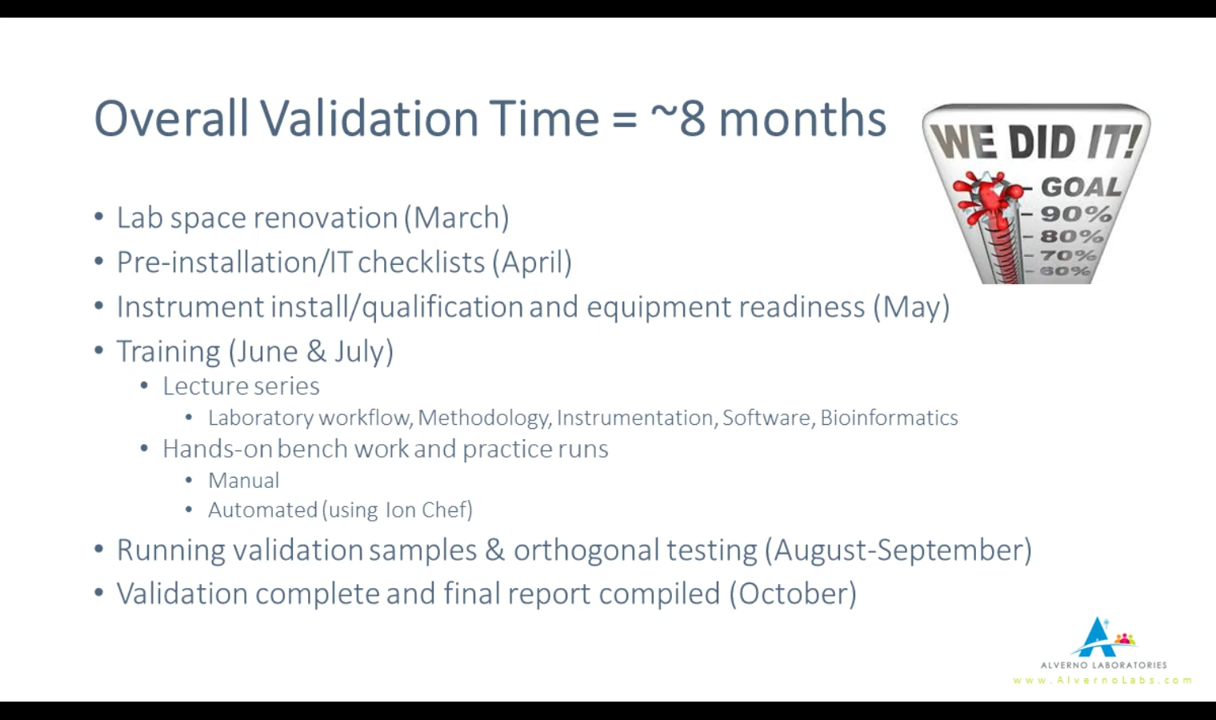 Overall Validation Time = ~8 months
WE DID IT!
GOAL
90%
80%
70%
60%
• Lab space renovation (March)
• Pre-installation/IT checklists (April)
• Instrument install/qualification and equipment readiness (May)
• Training (June & July)
• Lecture series
• Laboratory workflow, Methodology, Instrumentation, Software, Bioinformatics
• Hands-on bench work and practice runs
• Manual
• Automated (using Ion Chef)
• Running validation samples & orthogonal testing (August-September)
• Validation complete and final report compiled (October)
ALVERNO LABORATORIES
www.AlvernoLabs.com